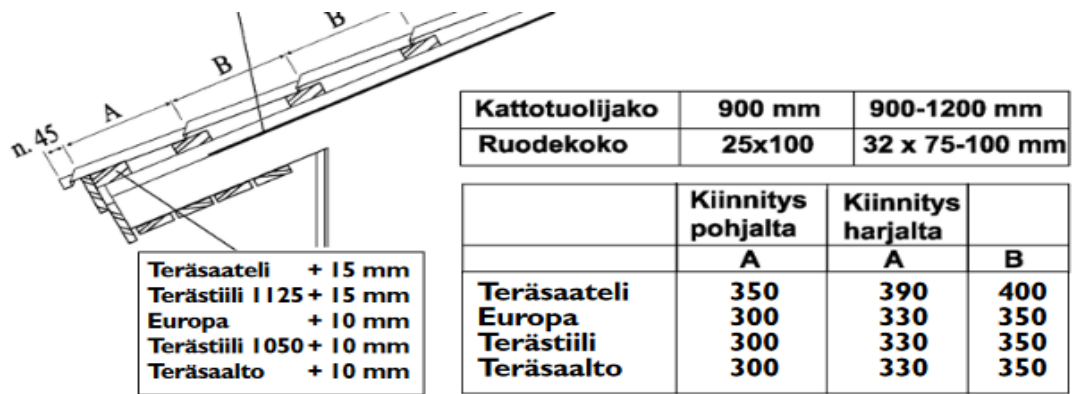 B
B
A
n. 45
Kattotuolijako 900 mm 900-1200 mm
Ruodekoko 25x100 32 x 75-100 mm
Kiinnitys pohjalta Kiinnitys harjalta
A A B
Teräsaateli 350 390 400
Europa 300 330 350
Terästiili 300 330 350
Teräsaalto 300 330 350
Teräsaateli + 15 mm
Terästiili 1125 + 15 mm
Europa + 10 mm
Terästiili 1050 + 10 mm
Teräsaalto + 10 mm